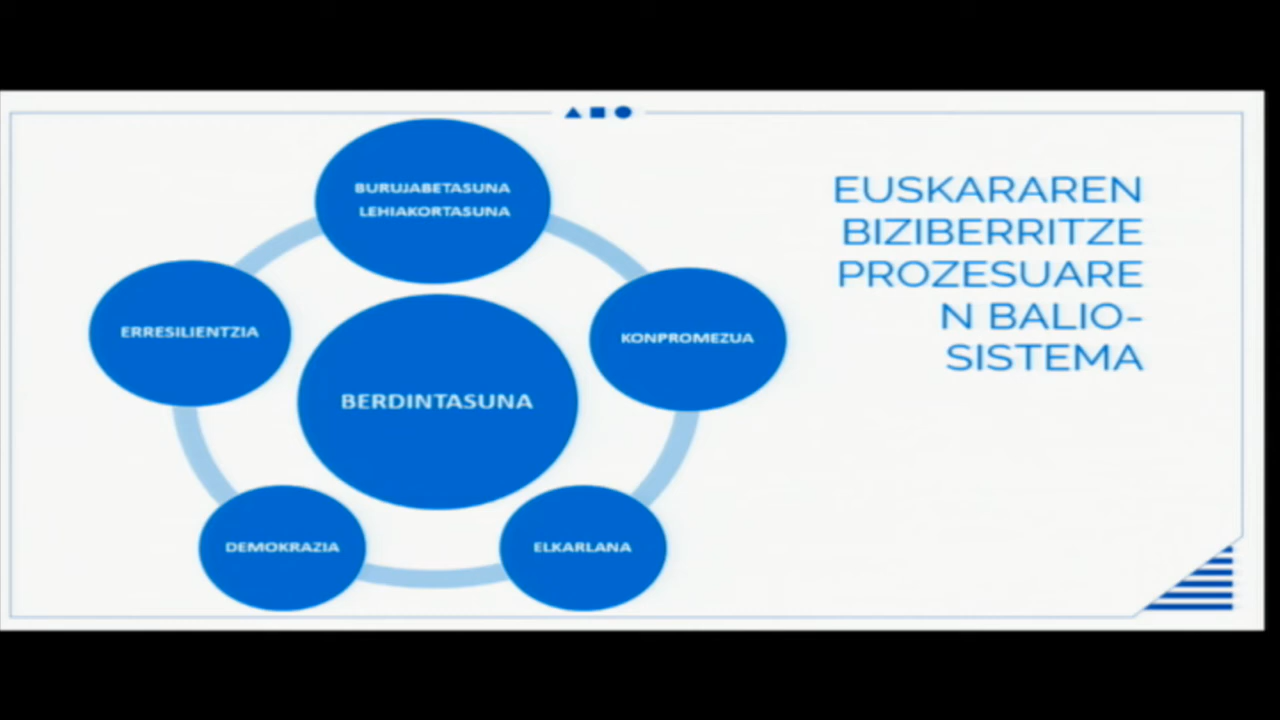 EUSKARAREN
BIZIBERRITZE
PROZESUARE
N BALIO-
SISTEMA
BURUJABETASUNA
LEHIAKORTASUNA
KONPROMEZUA
ELKARLANA
DEMOKRAZIA
ERRESILIENTZIA
BERDINTASUNA